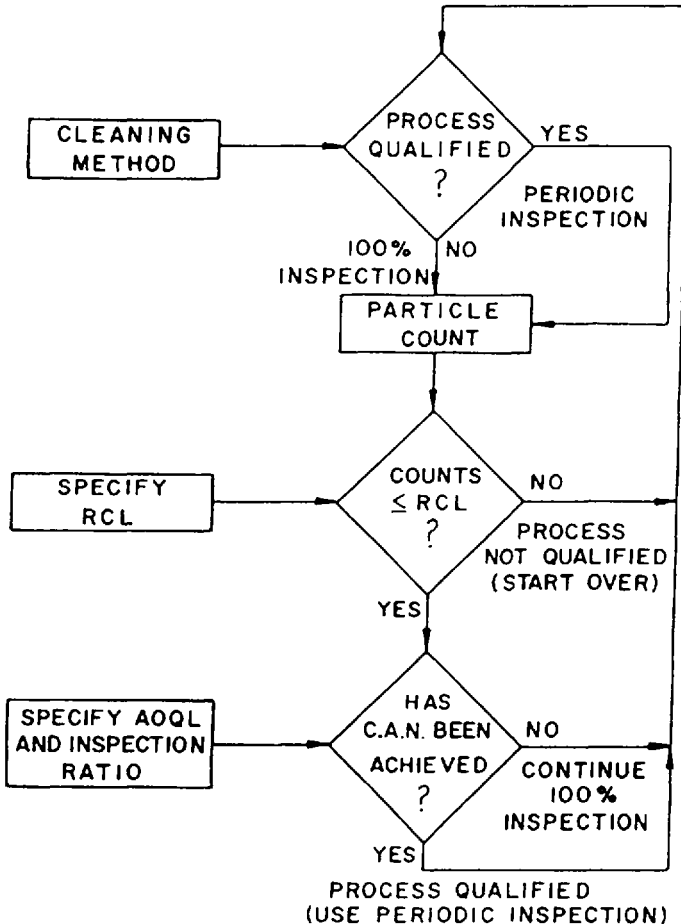 PROCESS
QUALIFIED
?
CLEANING
METHOD
YES
PERIODIC
INSPECTION
100%
INSPECTION
NO
PARTICLE
COUNT
COUNTS
≤ RCL
?
SPECIFY
RCL
NO
PROCESS
NOT QUALIFIED
(START OVER)
YES
HAS
C.A.N. BEEN
ACHIEVED
?
SPECIFY AOQL
AND INSPECTION
RATIO
NO
CONTINUE
100%
INSPECTION
YES
PROCESS QUALIFIED
(USE PERIODIC INSPECTION)